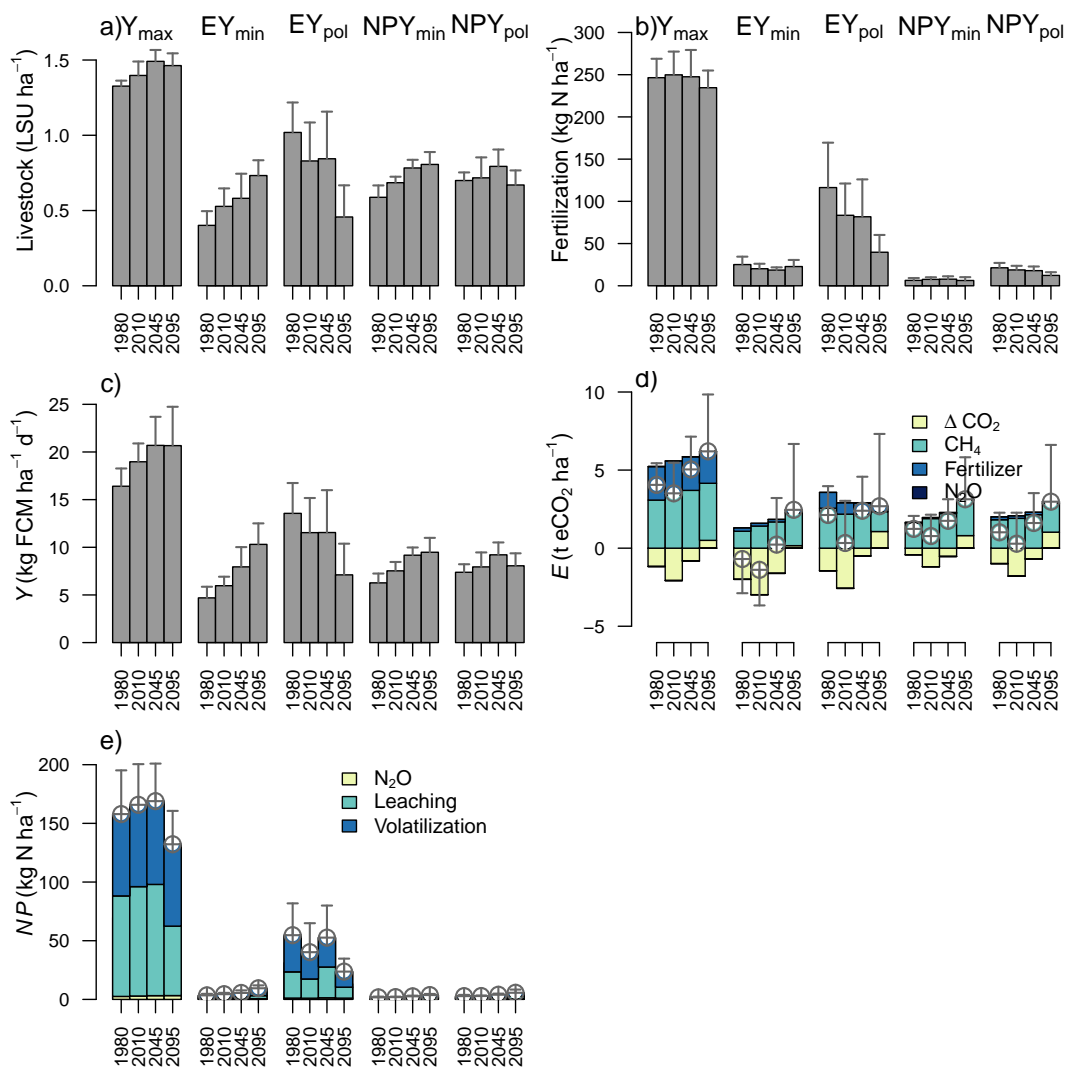 a) Yₘₐₓ EYₘᵢₙ EYₚₒₗ NPYₘᵢₙ NPYₚₒₗ
Livestock (LSU ha⁻¹)
1.5
1.0
0.5
0.0
1980 2010 2045 2095 1980 2010 2045 2095 1980 2010 2045 2095 1980 2010 2045 2095 1980 2010 2045 2095
b) Yₘₐₓ EYₘᵢₙ EYₚₒₗ NPYₘᵢₙ NPYₚₒₗ
Fertilization (kg N ha⁻¹)
300
250
200
150
100
50
0
1980 2010 2045 2095 1980 2010 2045 2095 1980 2010 2045 2095 1980 2010 2045 2095 1980 2010 2045 2095
c)
Y (kg FCM ha⁻¹ d⁻¹)
25
20
15
10
5
0
1980 2010 2045 2095 1980 2010 2045 2095 1980 2010 2045 2095 1980 2010 2045 2095 1980 2010 2045 2095
d)
E (t eCO₂ ha⁻¹)
10
5
0
−5
Δ CO₂
CH₄
Fertilizer
N₂O
1980 2010 2045 2095 1980 2010 2045 2095 1980 2010 2045 2095 1980 2010 2045 2095 1980 2010 2045 2095
e)
NP (kg N ha⁻¹)
200
150
100
50
0
N₂O
Leaching
Volatilization
1980 2010 2045 2095 1980 2010 2045 2095 1980 2010 2045 2095 1980 2010 2045 2095 1980 2010 2045 2095